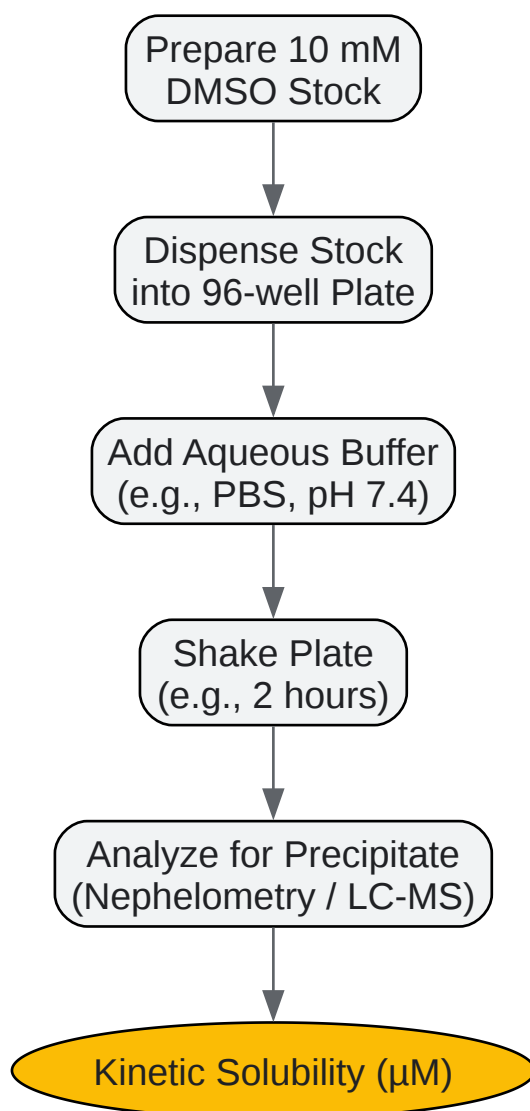 Prepare 10 mM
DMSO Stock
Dispense Stock
into 96-well Plate
Add Aqueous Buffer
(e.g., PBS, pH 7.4)
Shake Plate
(e.g., 2 hours)
Analyze for Precipitate
(Nephelometry / LC-MS)
Kinetic Solubility (µM)